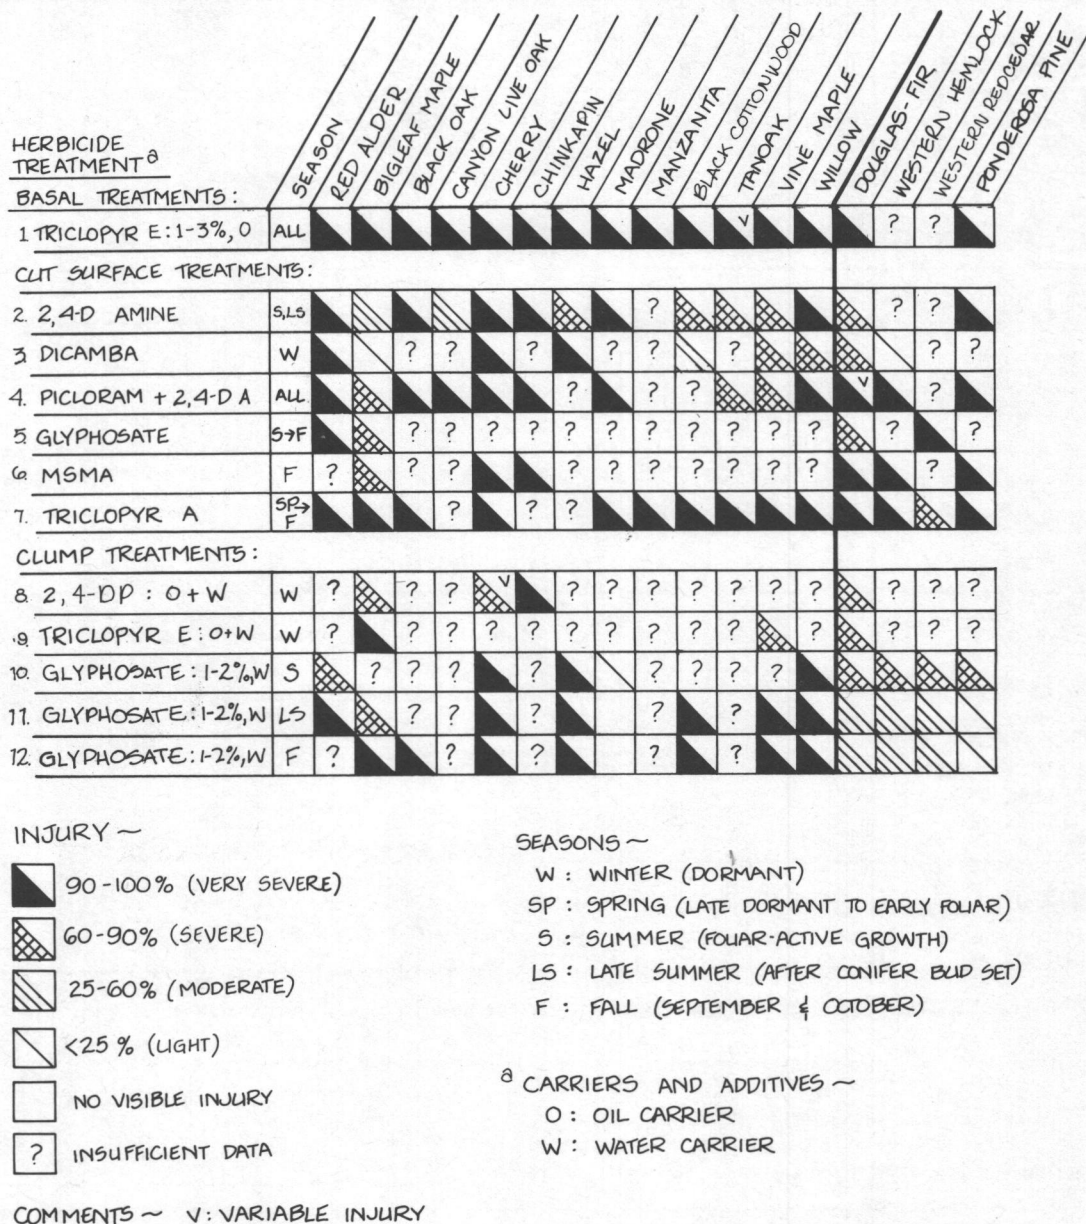 SEASON
RED ALDER
BIGLEAF MAPLE
BLACK OAK
CANYON LIVE OAK
CHERRY
CHINKAPIN
HAZEL
MADRONE
MANZANITA
BLACK COTTONWOOD
TANOAK
VINE MAPLE
WILLOW
DOUGLAS-FIR
WESTERN HEMLOCK
WESTERN REDCEDAR
PONDEROSA PINE
HERBICIDE
TREATMENT a
BASAL TREATMENTS:
1 TRICLOPYR E: 1-3%, O ALL V ? ?
CUT SURFACE TREATMENTS:
2. 2,4-D AMINE S,LS ? ? ?
3. DICAMBA W ? ? ? ? ? ? ? ?
4. PICLORAM + 2,4-D A ALL ? ? ? V ?
5. GLYPHOSATE S→F ? ? ? ? ? ? ? ? ? ? ? ? ?
6. MSMA F ? ? ? ? ? ? ? ? ? ? ? ?
7. TRICLOPYR A SP→F ? ? ?
CLUMP TREATMENTS:
8. 2,4-DP: O+W W ? ? ? V ? ? ? ? ? ? ? ? ? ©? ?
9. TRICLOPYR E: O+W W ? ? ? ? ? ? ? ? ? ? ? ? ? ?
10. GLYPHOSATE: 1-2%, W S ? ? ? ? ? ? ? ?
11. GLYPHOSATE: 1-2%, W LS ? ? ? ? ?
12. GLYPHOSATE: 1-2%, W F ? ? ? ? ?
INJURY ~
90-100% (VERY SEVERE)
60-90% (SEVERE)
25-60% (MODERATE)
<25% (LIGHT)
NO VISIBLE INJURY
? INSUFFICIENT DATA
COMMENTS ~ V: VARIABLE INJURY
SEASONS ~
W: WINTER (DORMANT)
SP: SPRING (LATE DORMANT TO EARLY FOLIAR)
S: SUMMER (FOLIAR-ACTIVE GROWTH)
LS: LATE SUMMER (AFTER CONIFER BUD SET)
F: FALL (SEPTEMBER & OCTOBER)
a CARRIERS AND ADDITIVES ~
O: OIL CARRIER
W: WATER CARRIER